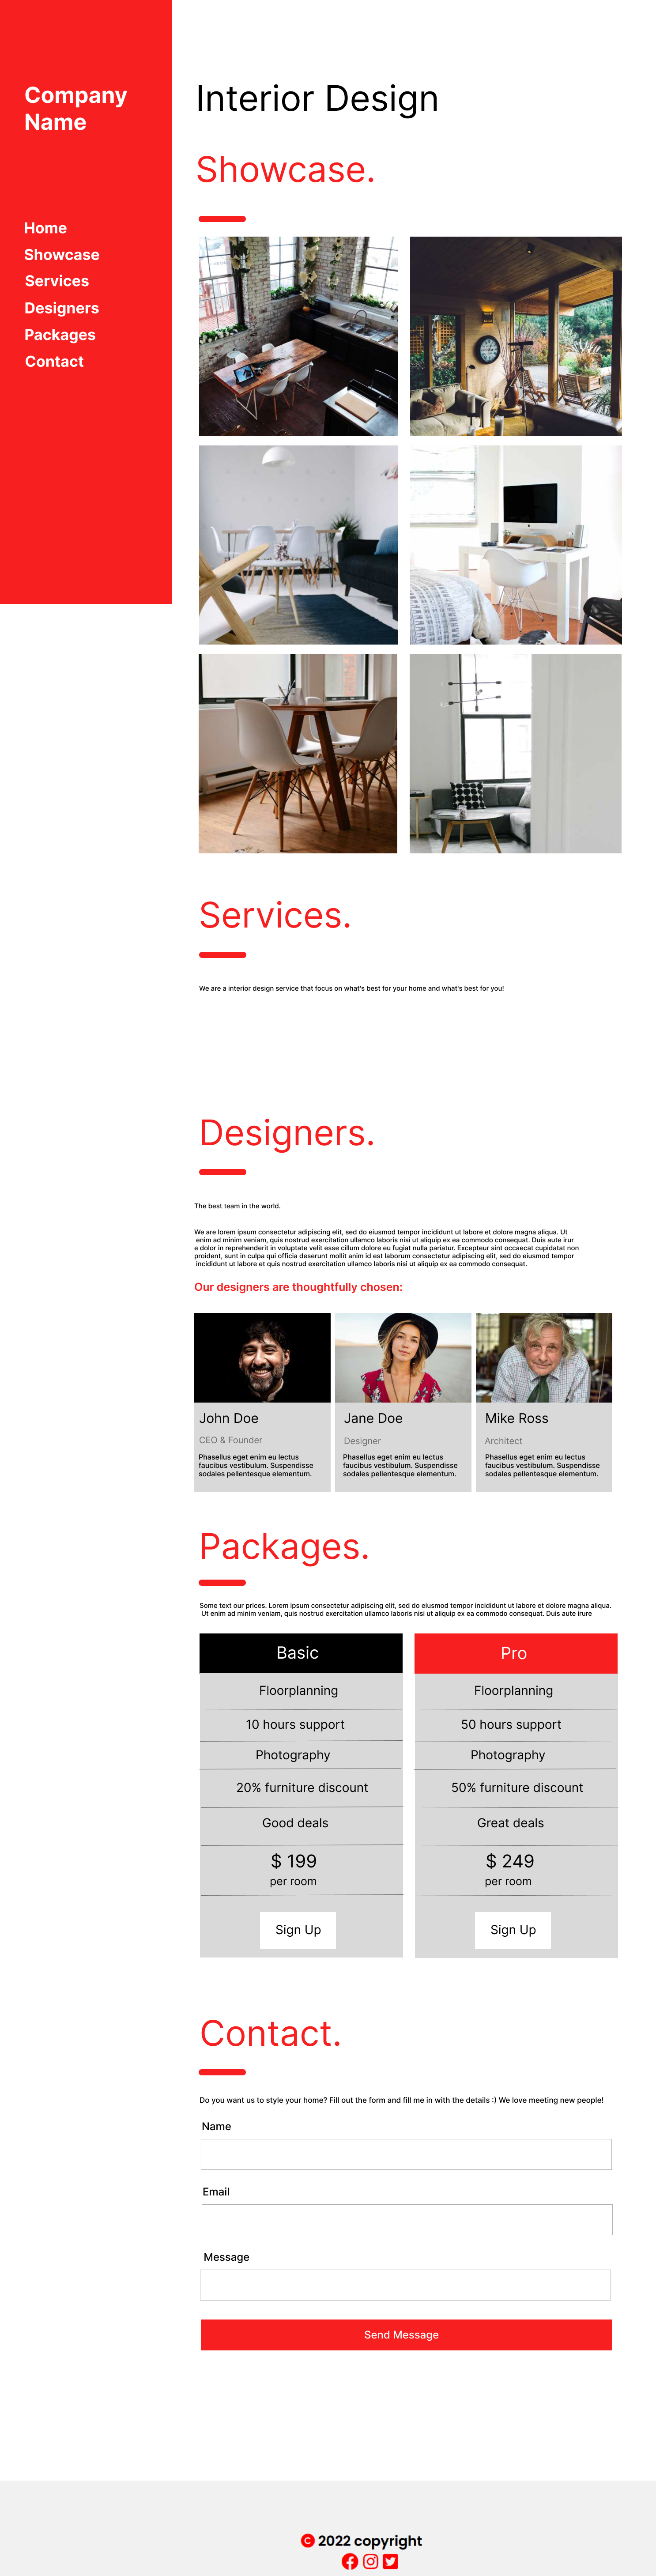 Company
Name
Home
Showcase
Services
Designers
Packages
Contact
Interior Design
Showcase.
Services.
We are a interior design service that focus on what's best for your home and what's best for you!
Designers.
The best team in the world.
We are lorem ipsum consectetur adipiscing elit, sed do eiusmod tempor incididunt ut labore et dolore magna aliqua. Ut
enim ad minim veniam, quis nostrud exercitation ullamco laboris nisi ut aliquip ex ea commodo consequat. Duis aute irur
e dolor in reprehenderit in voluptate velit esse cillum dolore eu fugiat nulla pariatur. Excepteur sint occaecat cupidatat non
proident, sunt in culpa qui officia deserunt mollit anim id est laborum consectetur adipiscing elit, sed do eiusmod tempor
incididunt ut labore et quis nostrud exercitation ullamco laboris nisi ut aliquip ex ea commodo consequat.
Our designers are thoughtfully chosen:
John Doe
CEO & Founder
Phasellus eget enim eu lectus
faucibus vestibulum. Suspendisse
sodales pellentesque elementum.
Jane Doe
Designer
Phasellus eget enim eu lectus
faucibus vestibulum. Suspendisse
sodales pellentesque elementum.
Mike Ross
Architect
Phasellus eget enim eu lectus
faucibus vestibulum. Suspendisse
sodales pellentesque elementum.
Packages.
Some text our prices. Lorem ipsum consectetur adipiscing elit, sed do eiusmod tempor incididunt ut labore et dolore magna aliqua.
Ut enim ad minim veniam, quis nostrud exercitation ullamco laboris nisi ut aliquip ex ea commodo consequat. Duis aute irure
Basic
Floorplanning
10 hours support
Photography
20% furniture discount
Good deals
$ 199
per room
Sign Up
Pro
Floorplanning
50 hours support
Photography
50% furniture discount
Great deals
$ 249
per room
Sign Up
Contact.
Do you want us to style your home? Fill out the form and fill me in with the details :) We love meeting new people!
Name
Email
Message
Send Message
© 2022 copyright